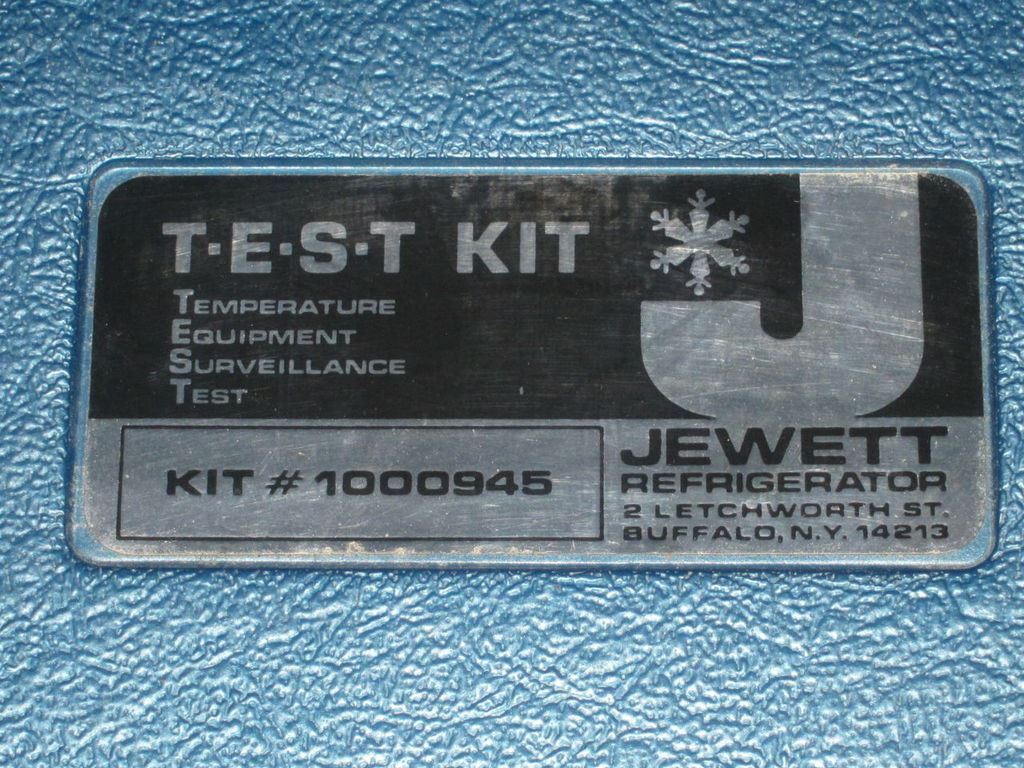 T·E·S·T KIT
TEMPERATURE
EQUIPMENT
SURVEILLANCE
TEST
KIT # 1000945
J
JEWETT
REFRIGERATOR
2 LETCHWORTH ST.
BUFFALO, N.Y. 14213